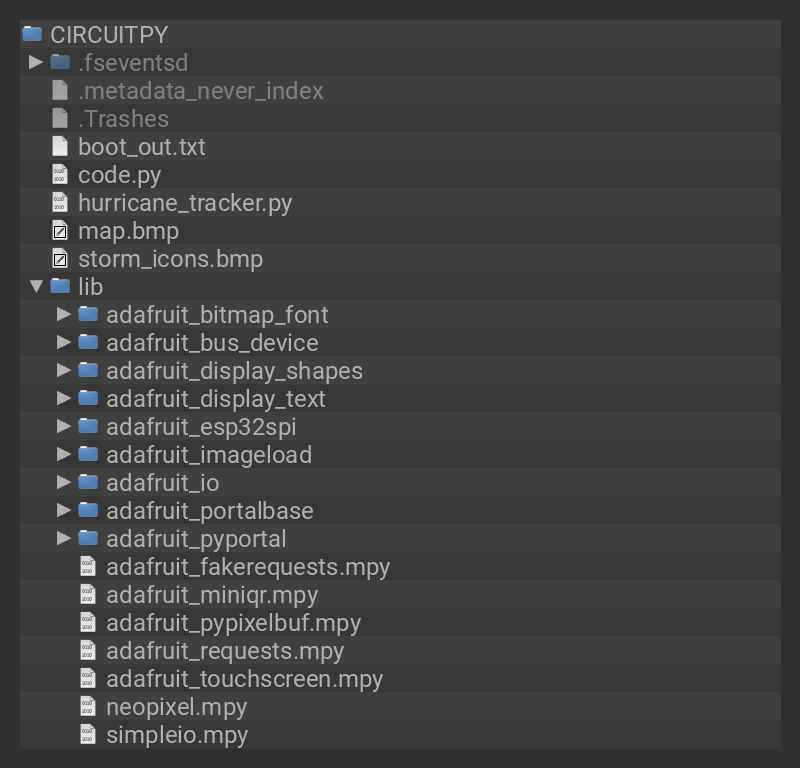 CIRCUITPY
.fseventsd
.metadata_never_index
.Trashes
boot_out.txt
code.py
hurricane_tracker.py
map.bmp
storm_icons.bmp
lib
adafruit_bitmap_font
adafruit_bus_device
adafruit_display_shapes
adafruit_display_text
adafruit_esp32spi
adafruit_imageload
adafruit_io
adafruit_portalbase
adafruit_pyportal
adafruit_fakerequests.mpy
adafruit_miniqr.mpy
adafruit_pypixelbuf.mpy
adafruit_requests.mpy
adafruit_touchscreen.mpy
neopixel.mpy
simpleio.mpy